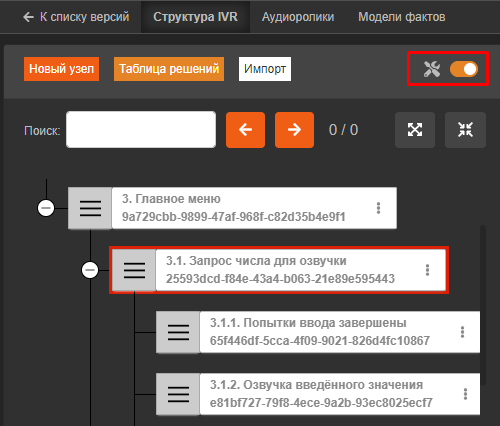 ← К списку версий Структура IVR Аудиоролики Модели фактов
Новый узел Таблица решений Импорт
Поиск: 0 / 0
3. Главное меню
9a729cbb-9899-47af-968f-c82d35b4e9f1
3.1. Запрос числа для озвучки
25593dcd-f84e-43a4-b063-21e89e595443
3.1.1. Попытки ввода завершены
65f446df-5cca-4f09-9021-826d4fc10867
3.1.2. Озвучка введённого значения
e81bf727-79f8-4ece-9a2b-93ec8025ecf7